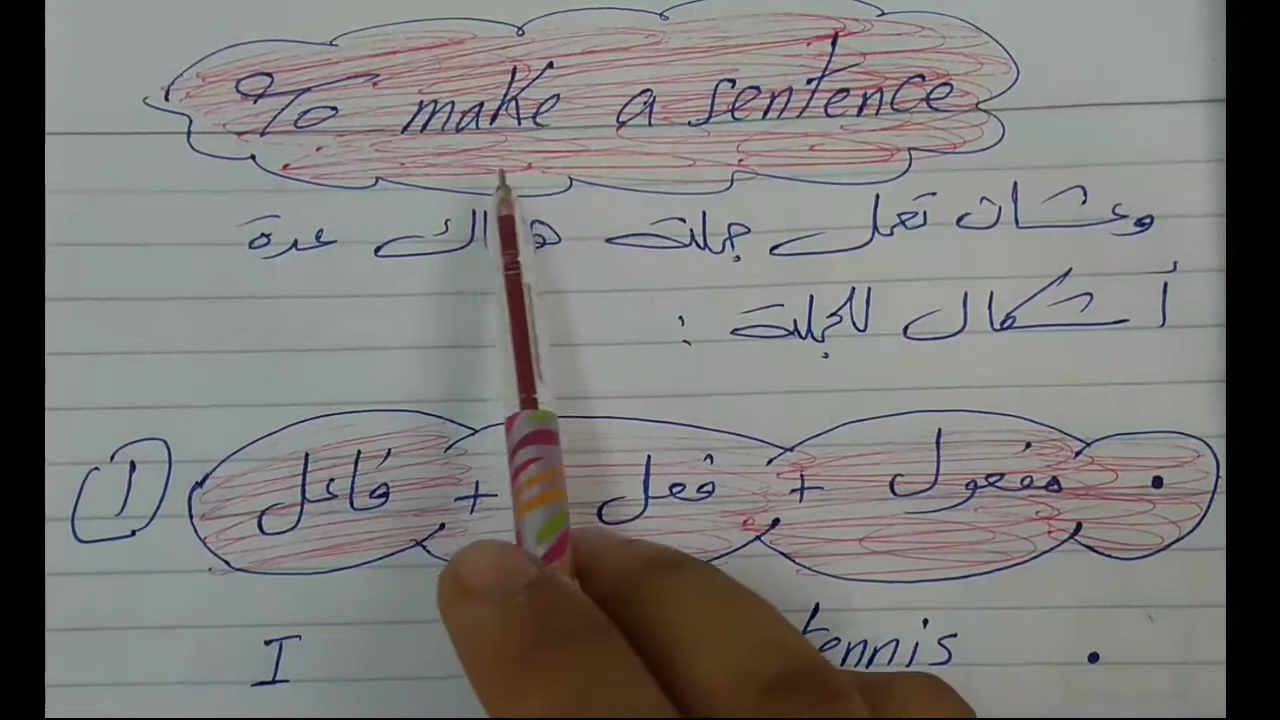 To make a sentence
وعشان تعمل جملة هناك عدة
أشكال للجملة :
1 فاعل + فعل + مفعول .
I tennis .